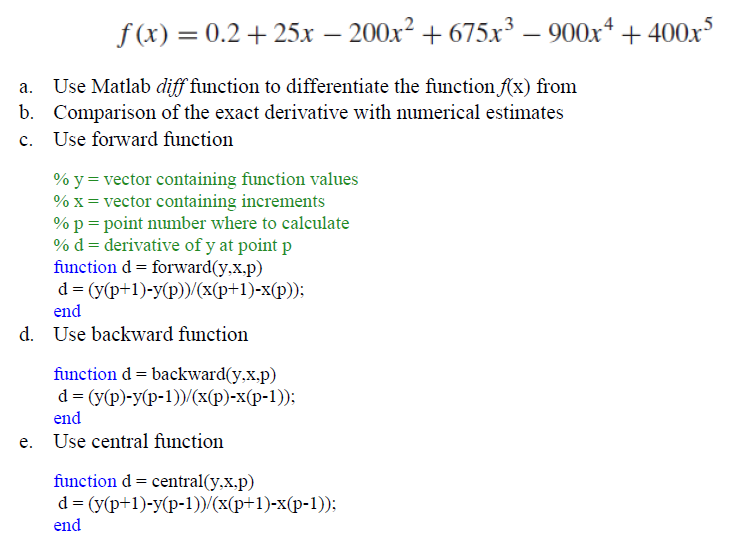 f(x) = 0.2 + 25x − 200x² + 675x³ − 900x⁴ + 400x⁵
a. Use Matlab diff function to differentiate the function f(x) from
b. Comparison of the exact derivative with numerical estimates
c. Use forward function
% y = vector containing function values
% x = vector containing increments
% p = point number where to calculate
% d = derivative of y at point p
function d = forward(y,x,p)
d = (y(p+1)-y(p))/(x(p+1)-x(p));
end
d. Use backward function
function d = backward(y,x,p)
d = (y(p)-y(p-1))/(x(p)-x(p-1));
end
e. Use central function
function d = central(y,x,p)
d = (y(p+1)-y(p-1))/(x(p+1)-x(p-1));
end